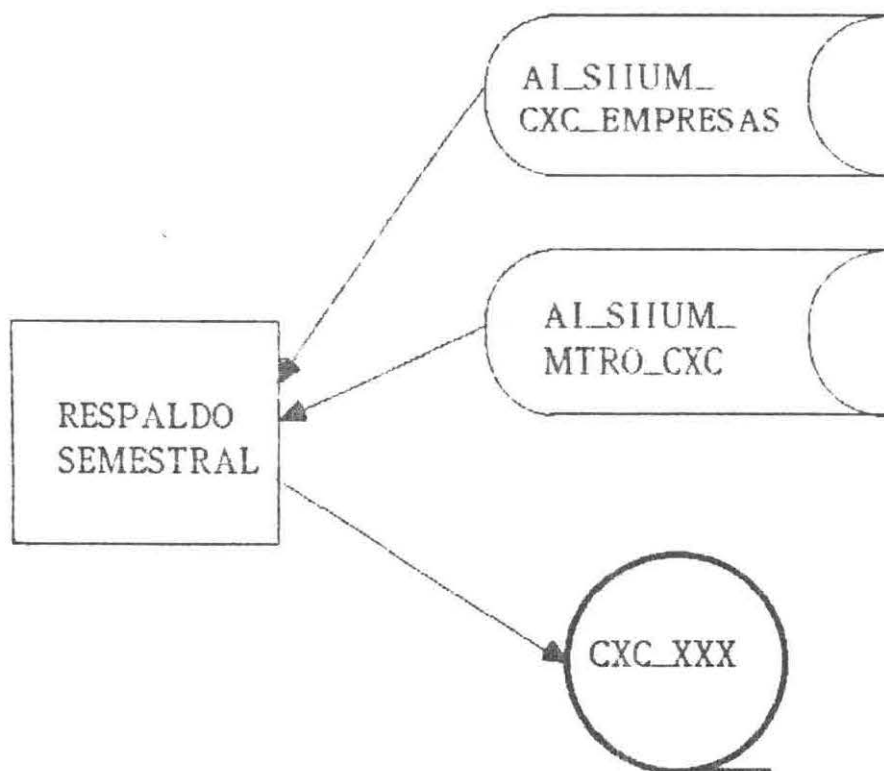 AI_SIIUM_
CXC_EMPRESAS
AI_SIIUM_
MTRO_CXC
RESPALDO
SEMESTRAL
CXC_XXX